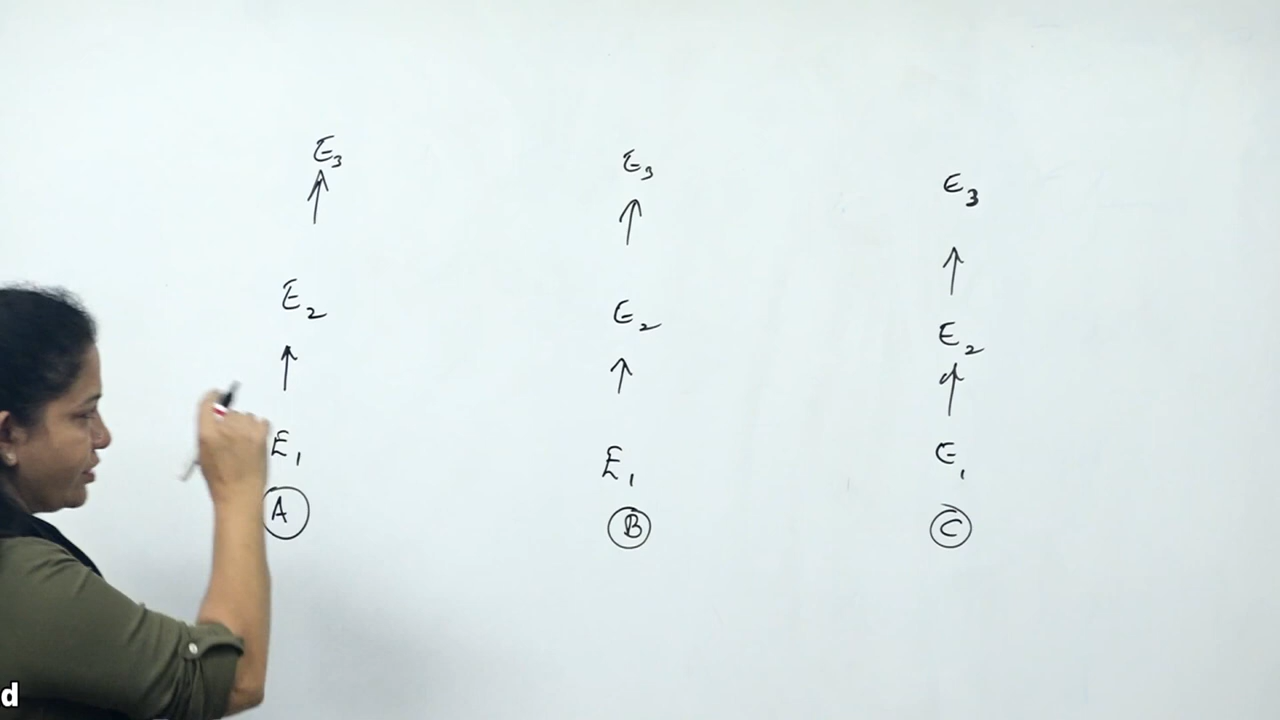 E₃ E₃ E₃
↑ ↑ ↑
E₂ E₂ E₂
↑ ↑ ↑
E₁ E₁ E₁
A B C
d